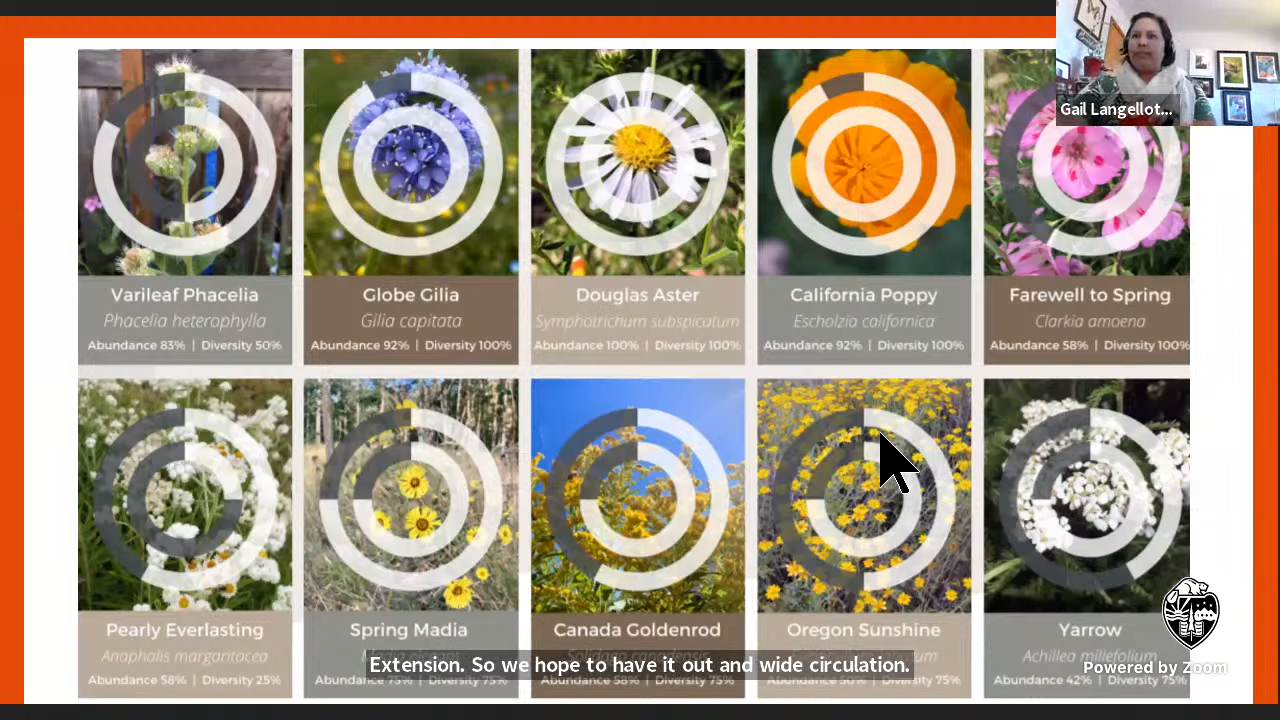 Gail Langellot...
Varileaf Phacelia
Phacelia heterophylla
Abundance 83% | Diversity 50%
Globe Gilia
Gilia capitata
Abundance 92% | Diversity 100%
Douglas Aster
Symphotrichum subspicatum
Abundance 100% | Diversity 100%
California Poppy
Escholzia californica
Abundance 92% | Diversity 100%
Farewell to Spring
Clarkia amoena
Abundance 58% | Diversity 100%
Pearly Everlasting
Anaphalis margaritacea
Abundance 58% | Diversity 25%
Spring Madia
Abundance 75% | Diversity 75%
Canada Goldenrod
Solidago canadensis
Abundance 58% | Diversity 75%
Oregon Sunshine
Abundance 50% | Diversity 75%
Yarrow
Achillea millefolium
Abundance 42% | Diversity 75%
Extension. So we hope to have it out and wide circulation.
Powered by Zoom